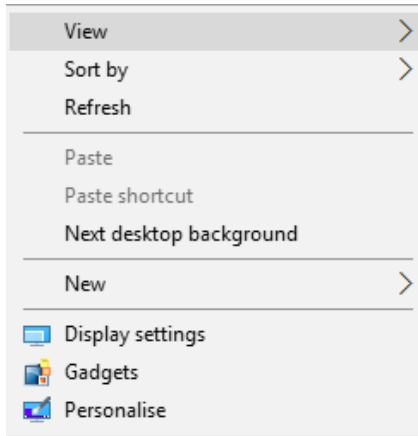 View
Sort by
Refresh
Paste
Paste shortcut
Next desktop background
New
Display settings
Gadgets
Personalise